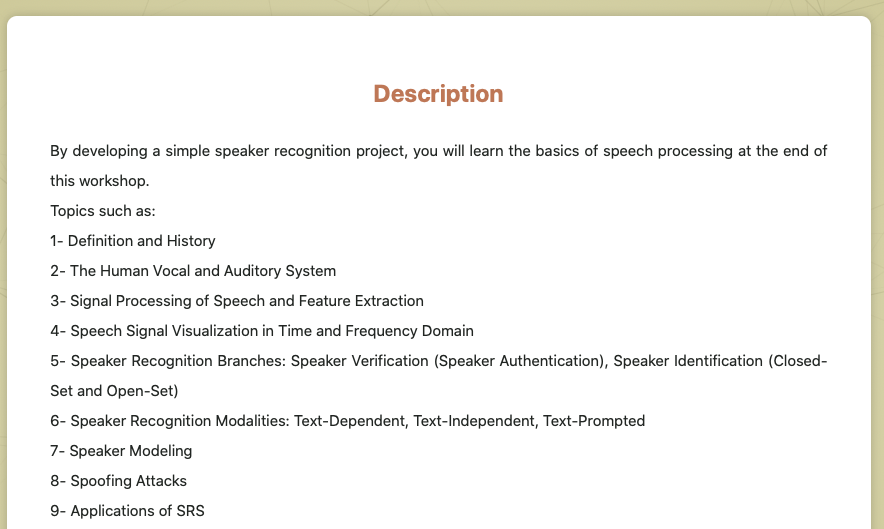 Description
By developing a simple speaker recognition project, you will learn the basics of speech processing at the end of
this workshop.
Topics such as:
1- Definition and History
2- The Human Vocal and Auditory System
3- Signal Processing of Speech and Feature Extraction
4- Speech Signal Visualization in Time and Frequency Domain
5- Speaker Recognition Branches: Speaker Verification (Speaker Authentication), Speaker Identification (Closed-
Set and Open-Set)
6- Speaker Recognition Modalities: Text-Dependent, Text-Independent, Text-Prompted
7- Speaker Modeling
8- Spoofing Attacks
9- Applications of SRS